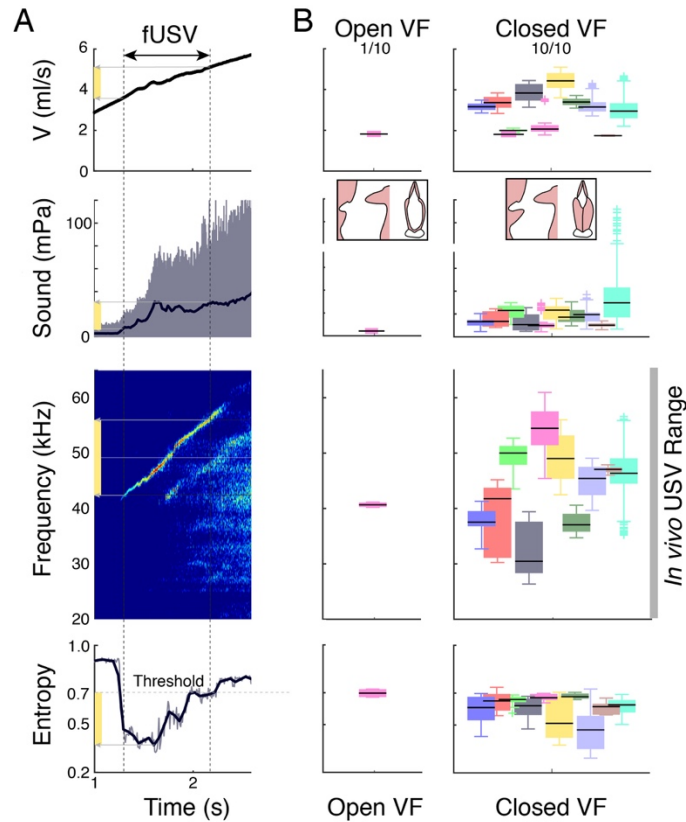 A
B
fUSV
Open VF
1/10
Closed VF
10/10
V (ml/s)
6
4
2
0
Sound (mPa)
100
0
Frequency (kHz)
60
50
40
30
20
In vivo USV Range
Entropy
1.0
0.7
0.5
0.2
Threshold
1
2
Time (s)
Open VF
Closed VF